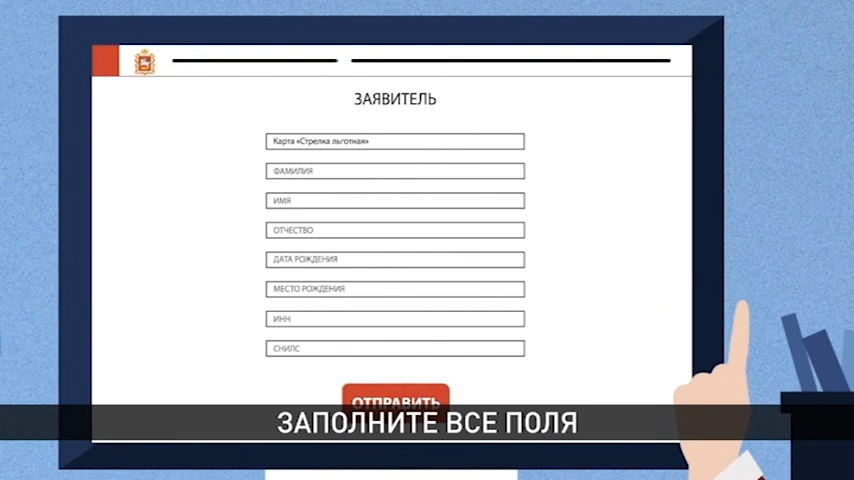 ЗАЯВИТЕЛЬ
Карта «Стрелка льготная»
ФАМИЛИЯ
ИМЯ
ОТЧЕСТВО
ДАТА РОЖДЕНИЯ
МЕСТО РОЖДЕНИЯ
ИНН
СНИЛС
ОТПРАВИТЬ
ЗАПОЛНИТЕ ВСЕ ПОЛЯ